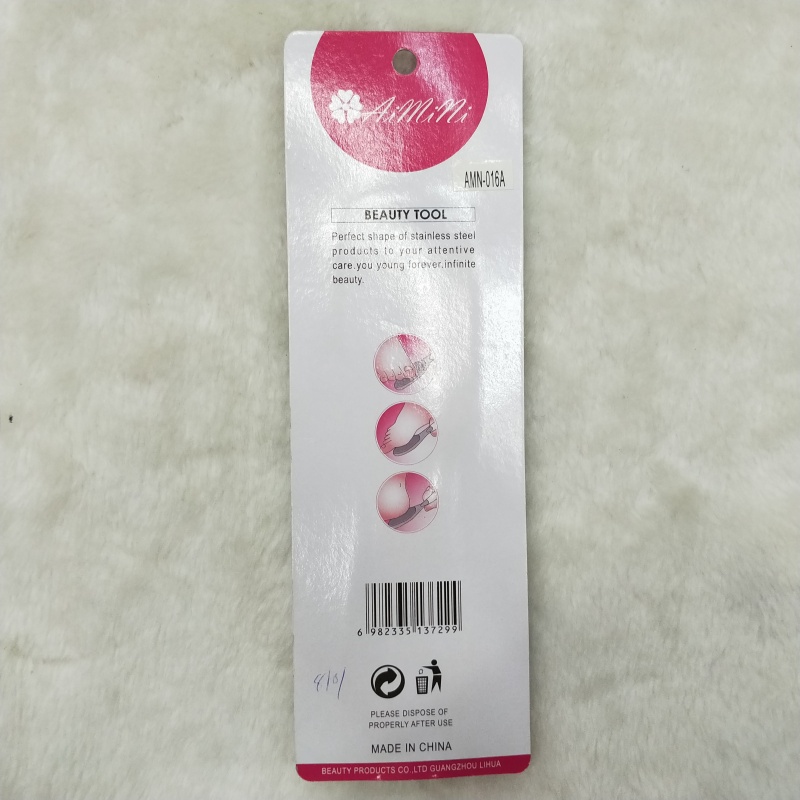 AiMiNi
AMN-016A
BEAUTY TOOL
Perfect shape of stainless steel
products to your attentive
care.you young forever,infinite
beauty.
6 982335 137299
PLEASE DISPOSE OF
PROPERLY AFTER USE
MADE IN CHINA
BEAUTY PRODUCTS CO.,LTD GUANGZHOU LIHUA